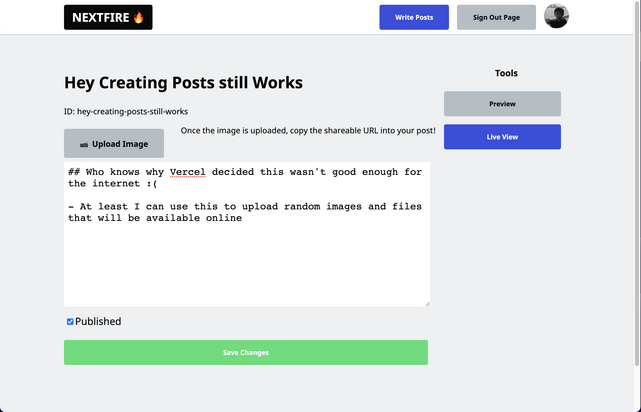 NEXTFIRE 🔥
Write Posts
Sign Out Page
Hey Creating Posts still Works
Tools
ID: hey-creating-posts-still-works
Preview
Once the image is uploaded, copy the shareable URL into your post!
📸 Upload Image
Live View
## Who knows why Vercel decided this wasn't good enough for
the internet :(
- At least I can use this to upload random images and files
that will be available online
Published
Save Changes